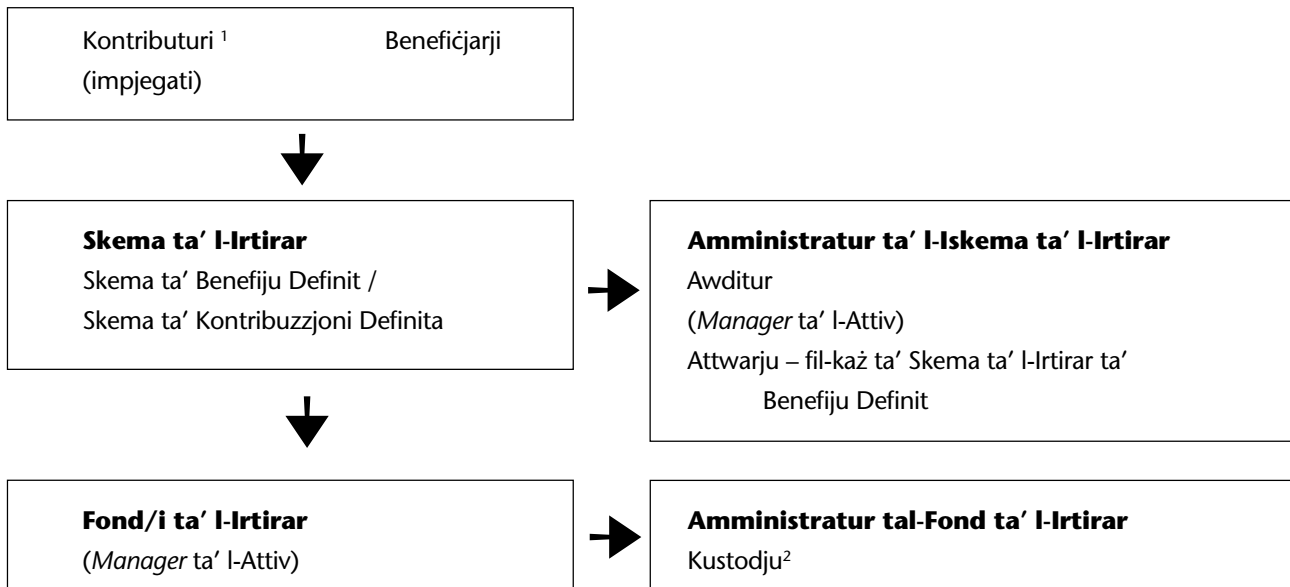 Kontributuri ¹ Benefiċjarji
(impjegati)
Skema ta’ l-Irtirar
Skema ta’ Benefiju Definit /
Skema ta’ Kontribuzzjoni Definita
Amministratur ta’ l-Iskema ta’ l-Irtirar
Awditur
(Manager ta’ l-Attiv)
Attwarju – fil-każ ta’ Skema ta’ l-Irtirar ta’
Benefiju Definit
Fond/i ta’ l-Irtirar
(Manager ta’ l-Attiv)
Amministratur tal-Fond ta’ l-Irtirar
Kustodju²